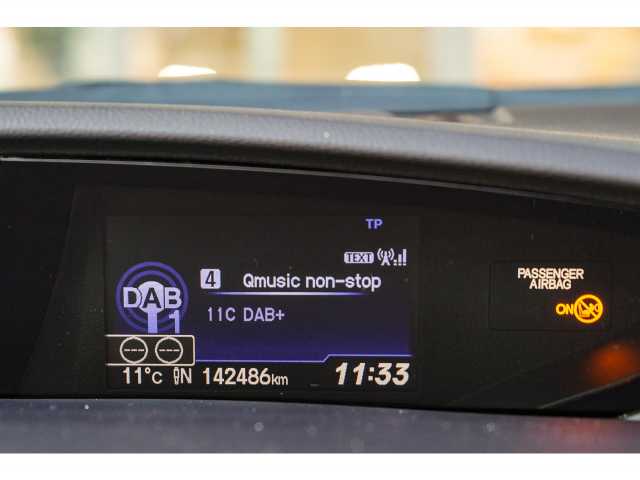 TP
TEXT
4 Qmusic non-stop
DAB
1
11C DAB+
--- ---
11°C N 142486km 11:33
PASSENGER
AIRBAG
ON